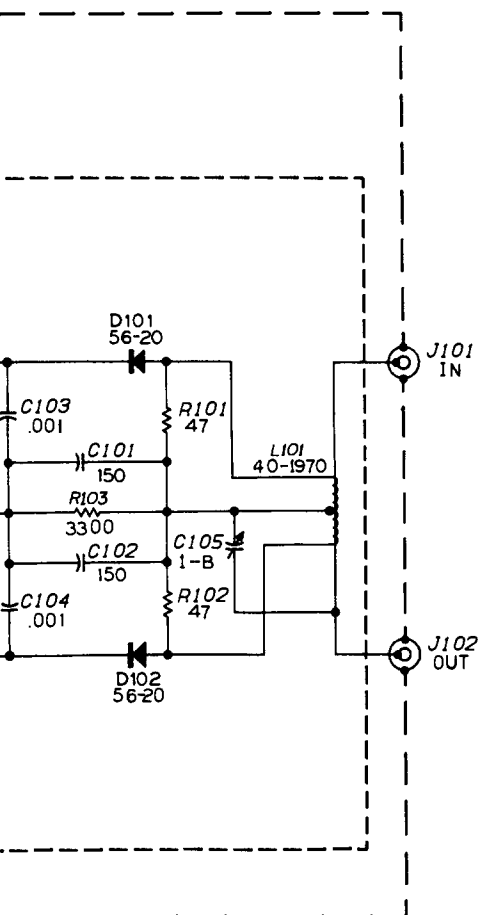 D101
56-20
J101
IN
C103
.001
R101
47
C101
150
L101
40-1970
R103
3300
C105
1-B
C102
150
C104
.001
R102
47
J102
OUT
D102
56-20